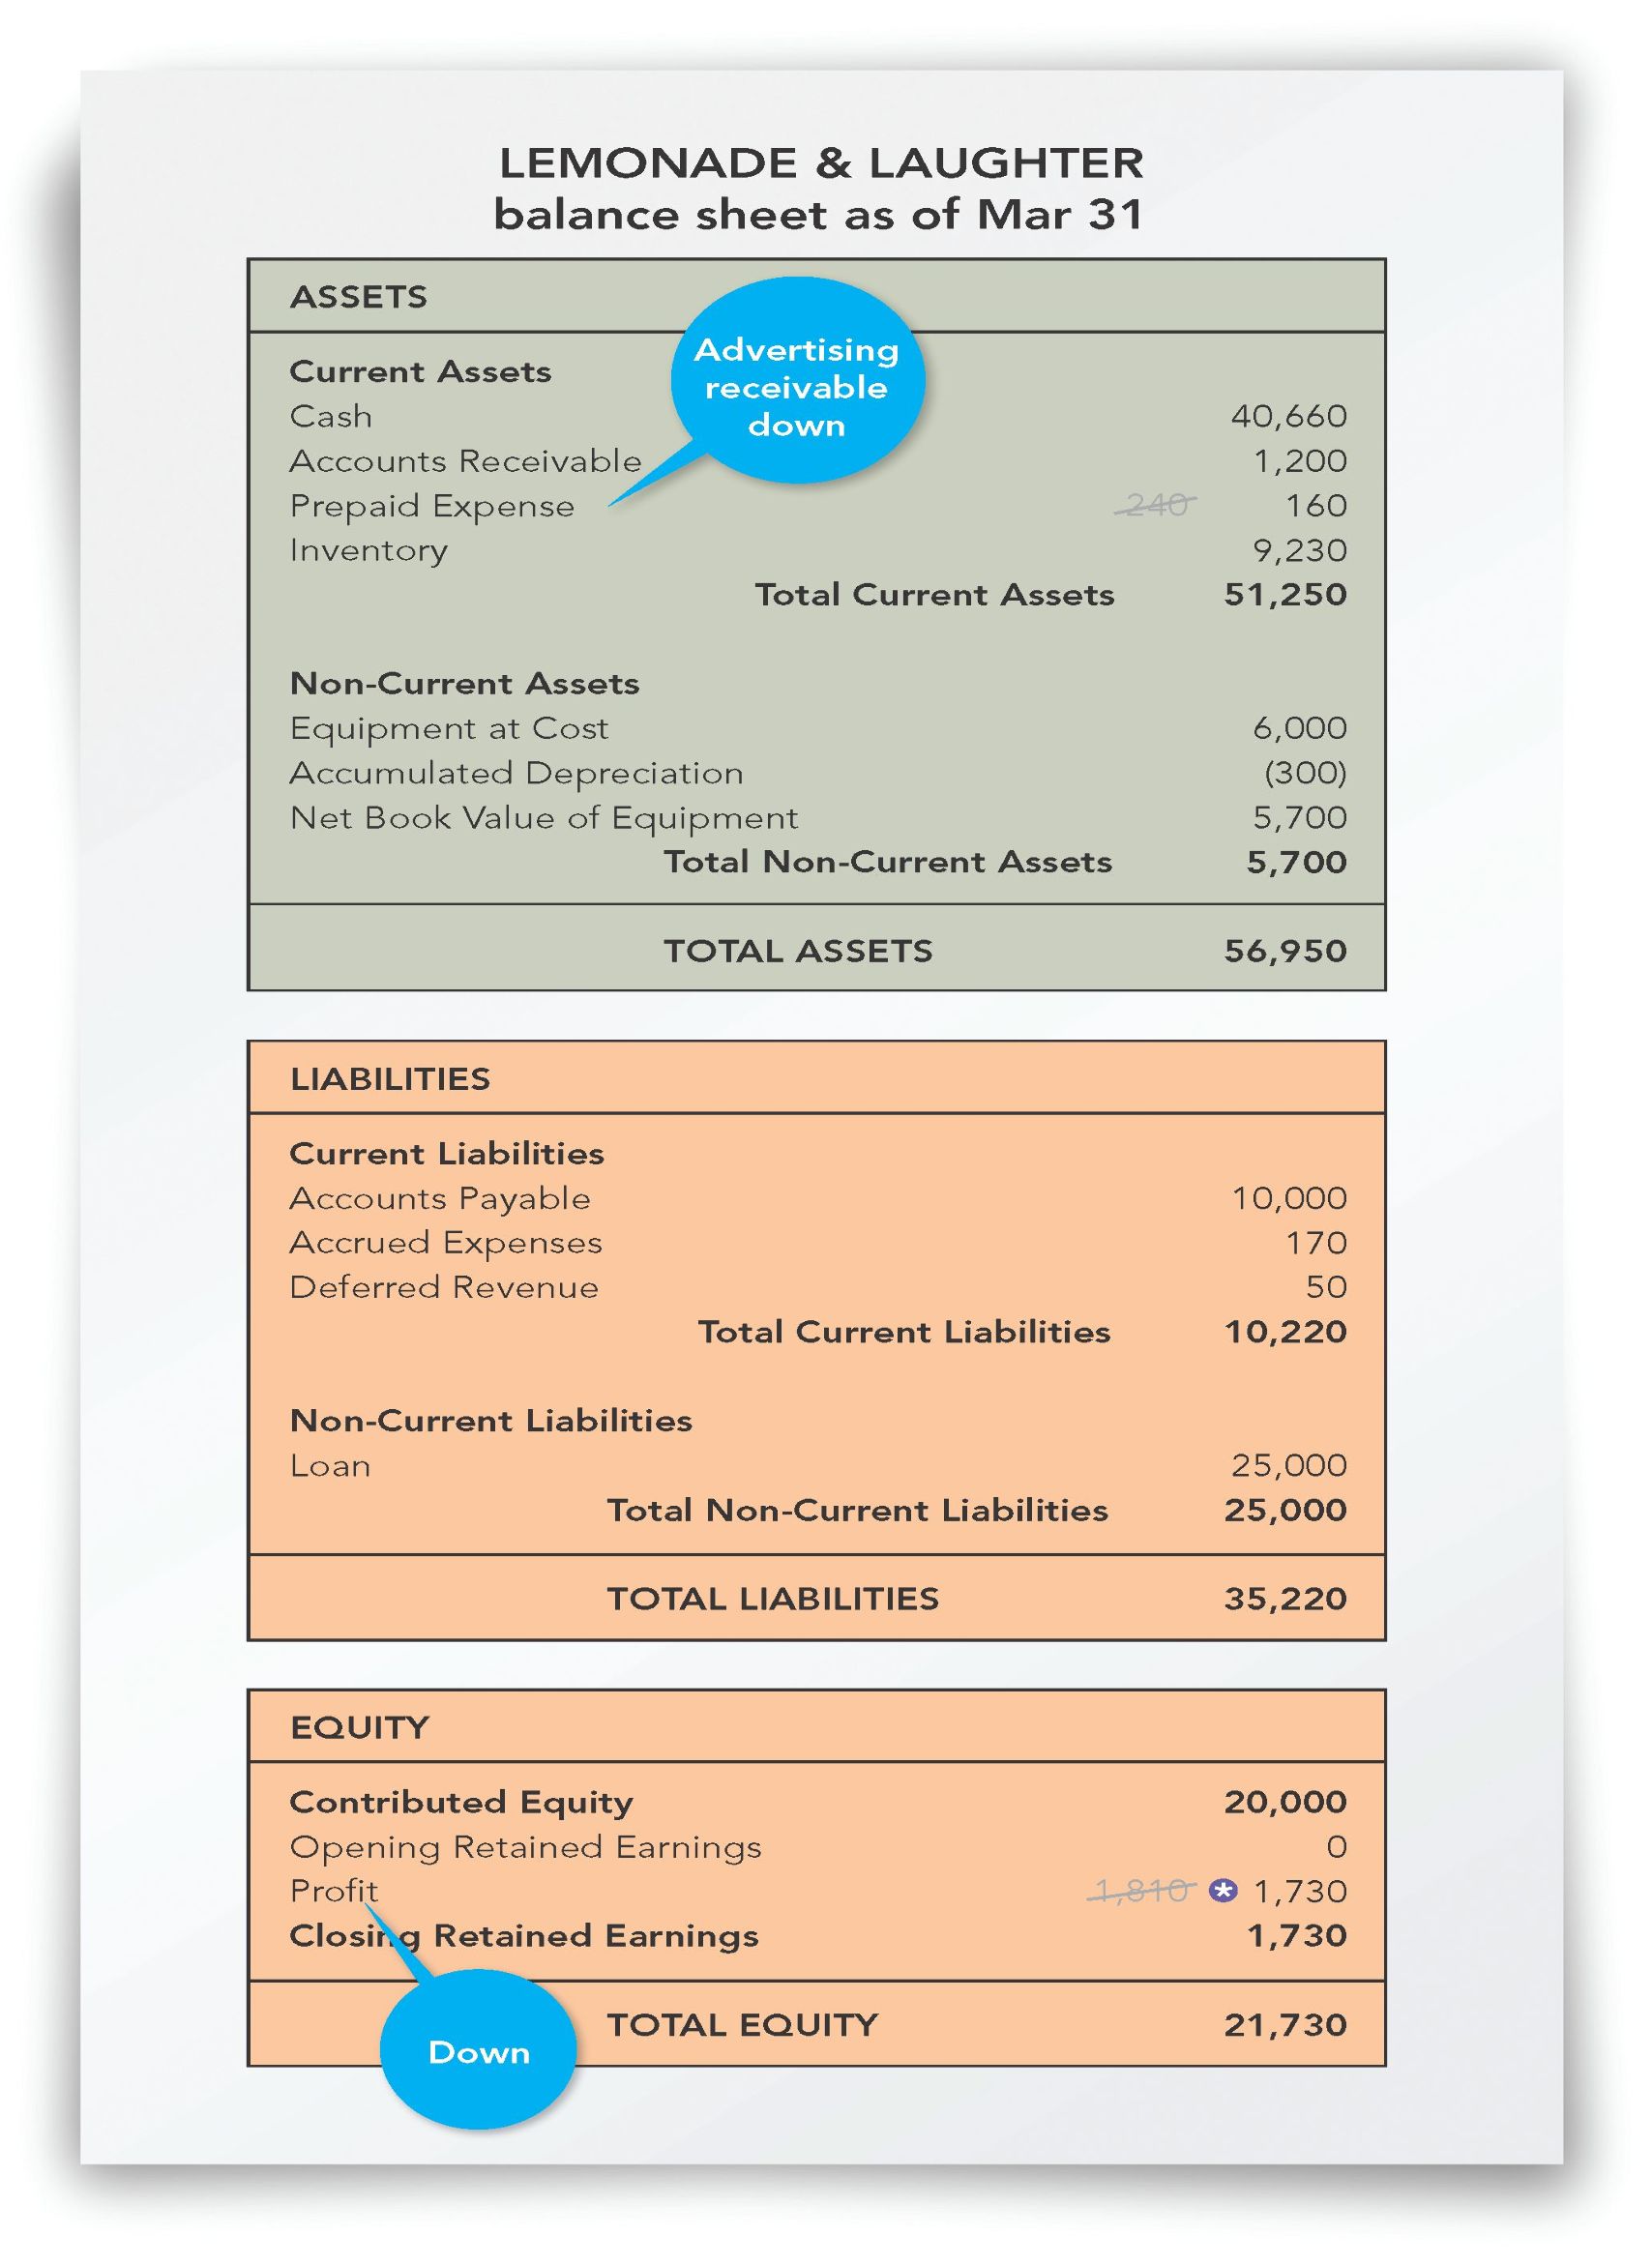 LEMONADE & LAUGHTER
balance sheet as of Mar 31
ASSETS
Advertising
receivable
down
Current Assets
Cash 40,660
Accounts Receivable 1,200
Prepaid Expense 240 160
Inventory 9,230
Total Current Assets 51,250
Non-Current Assets
Equipment at Cost 6,000
Accumulated Depreciation (300)
Net Book Value of Equipment 5,700
Total Non-Current Assets 5,700
TOTAL ASSETS 56,950
LIABILITIES
Current Liabilities
Accounts Payable 10,000
Accrued Expenses 170
Deferred Revenue 50
Total Current Liabilities 10,220
Non-Current Liabilities
Loan 25,000
Total Non-Current Liabilities 25,000
TOTAL LIABILITIES 35,220
EQUITY
Contributed Equity 20,000
Opening Retained Earnings 0
Profit 1,810 * 1,730
Closing Retained Earnings 1,730
TOTAL EQUITY 21,730
Down